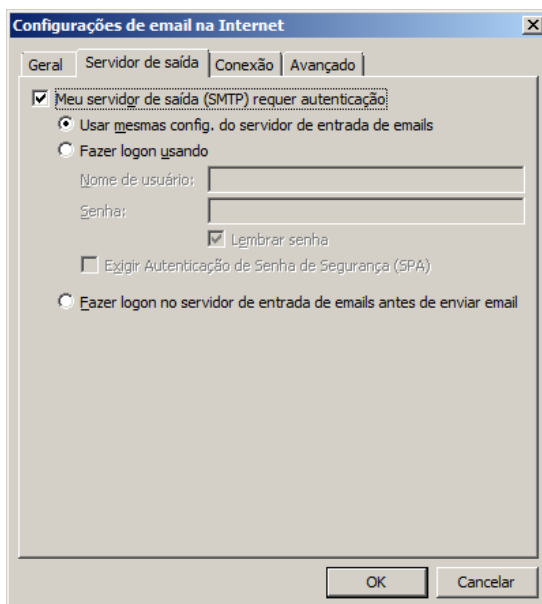 Configurações de email na Internet
Geral Servidor de saída Conexão Avançado
Meu servidor de saída (SMTP) requer autenticação
Usar mesmas config. do servidor de entrada de emails
Fazer logon usando
Nome de usuário:
Senha:
Lembrar senha
Exigir Autenticação de Senha de Segurança (SPA)
Fazer logon no servidor de entrada de emails antes de enviar email
OK Cancelar